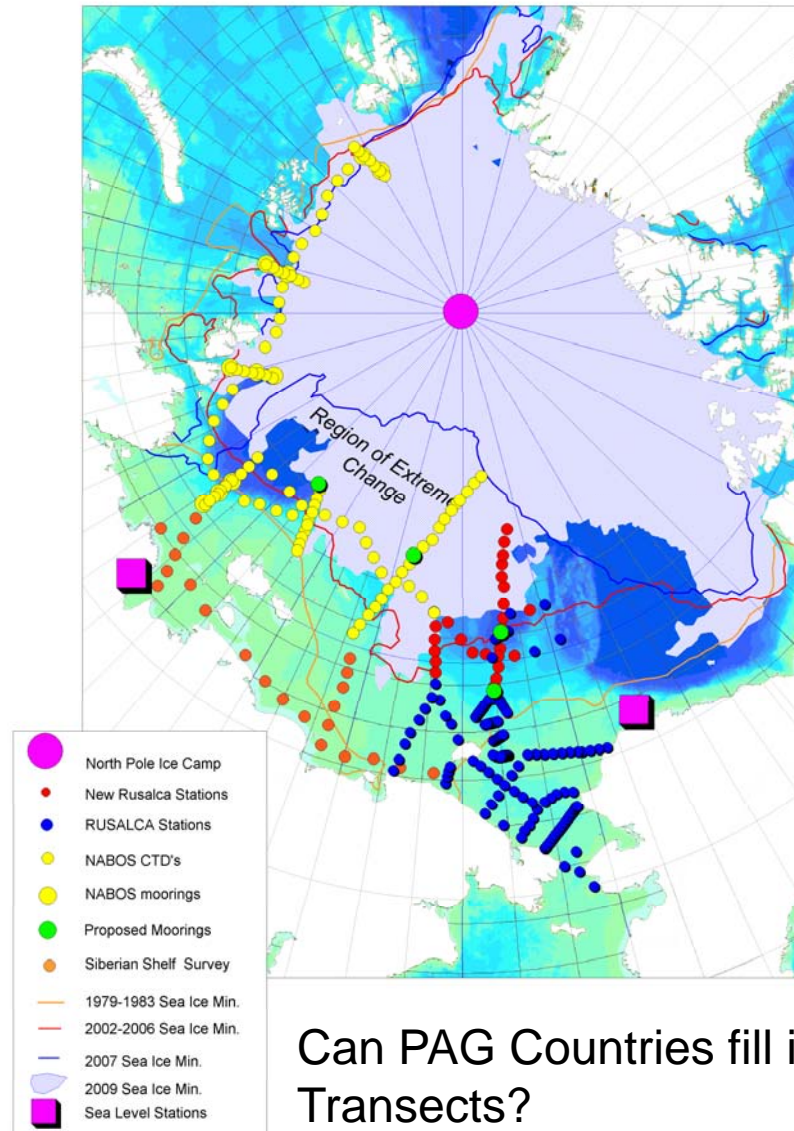 Region of Extreme
Change
North Pole Ice Camp
New Rusalca Stations
RUSALCA Stations
NABOS CTD's
NABOS moorings
Proposed Moorings
Siberian Shelf Survey
1979-1983 Sea Ice Min.
2002-2006 Sea Ice Min.
2007 Sea Ice Min.
2009 Sea Ice Min.
Sea Level Stations
Can PAG Countries fill i
Transects?